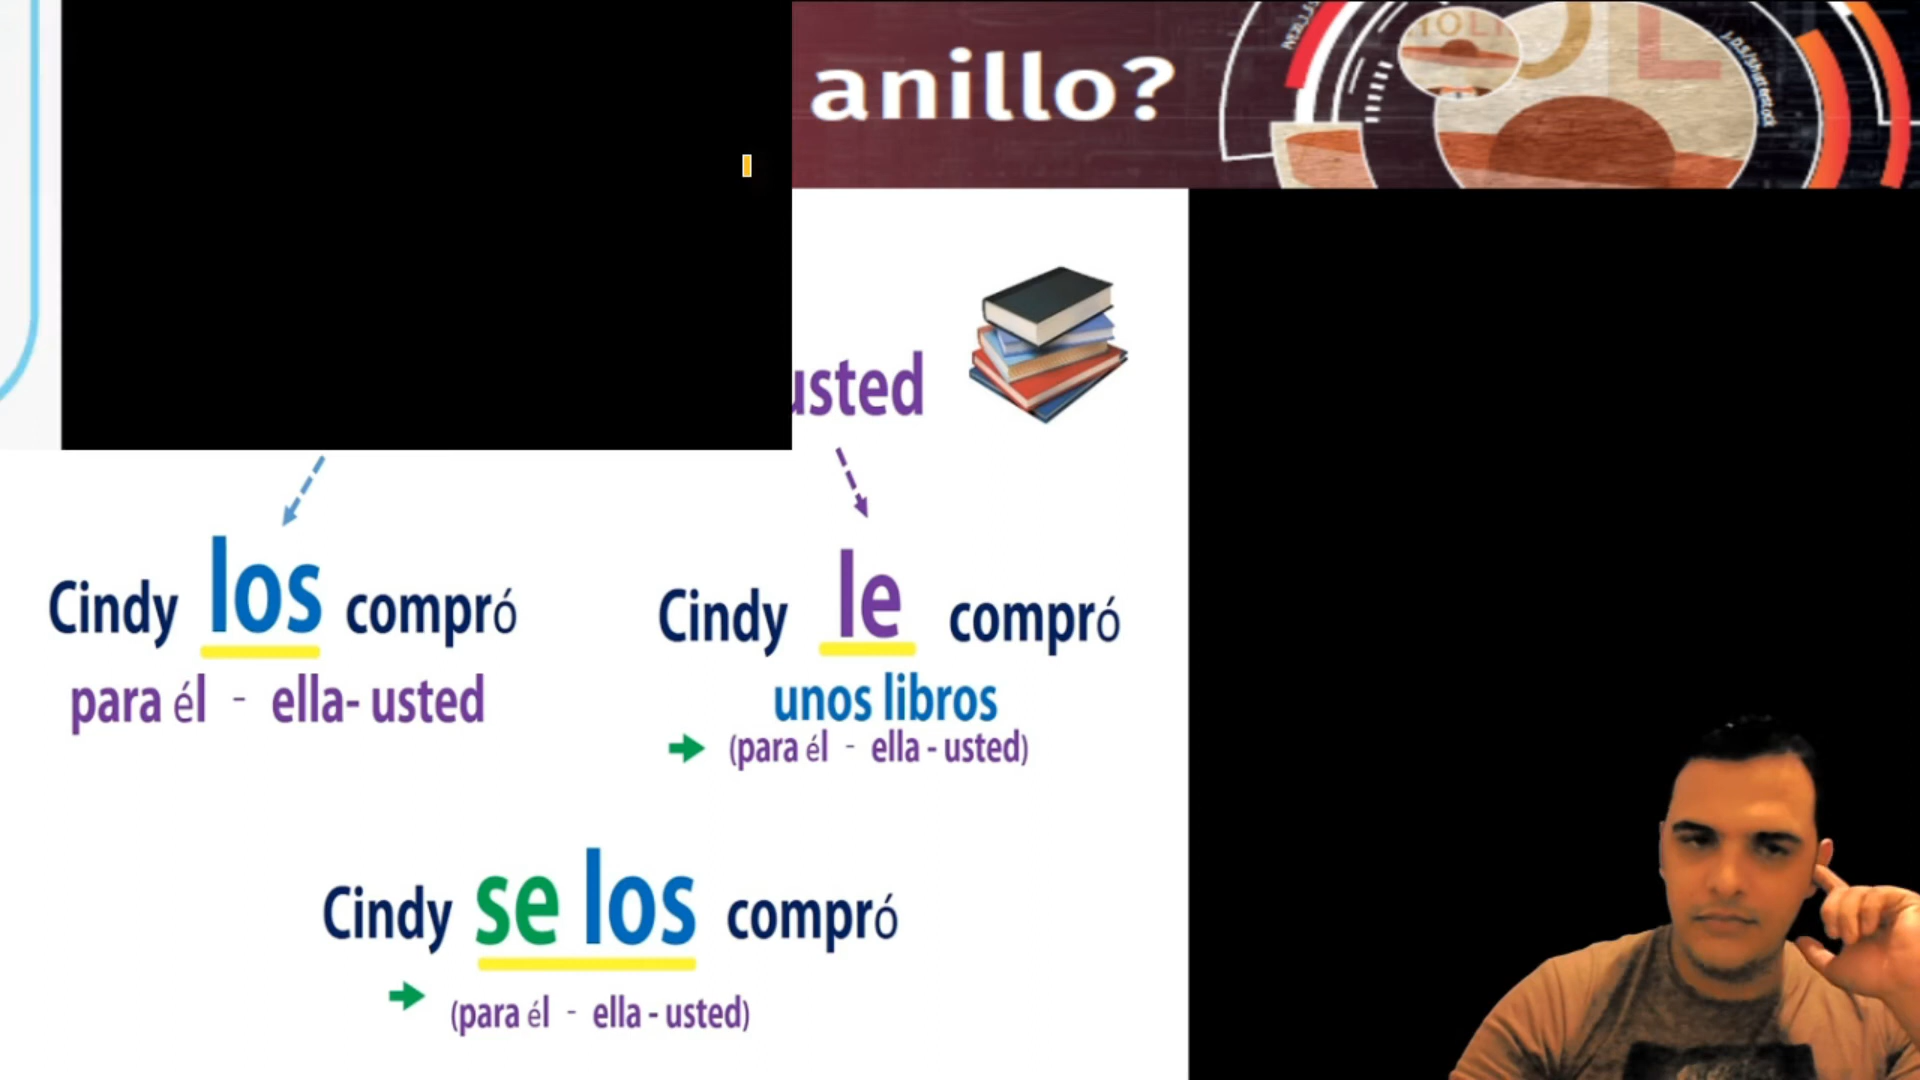 anillo?
usted
Cindy los compró
para él - ella- usted
Cindy le compró
unos libros
(para él - ella - usted)
Cindy se los compró
(para él - ella - usted)